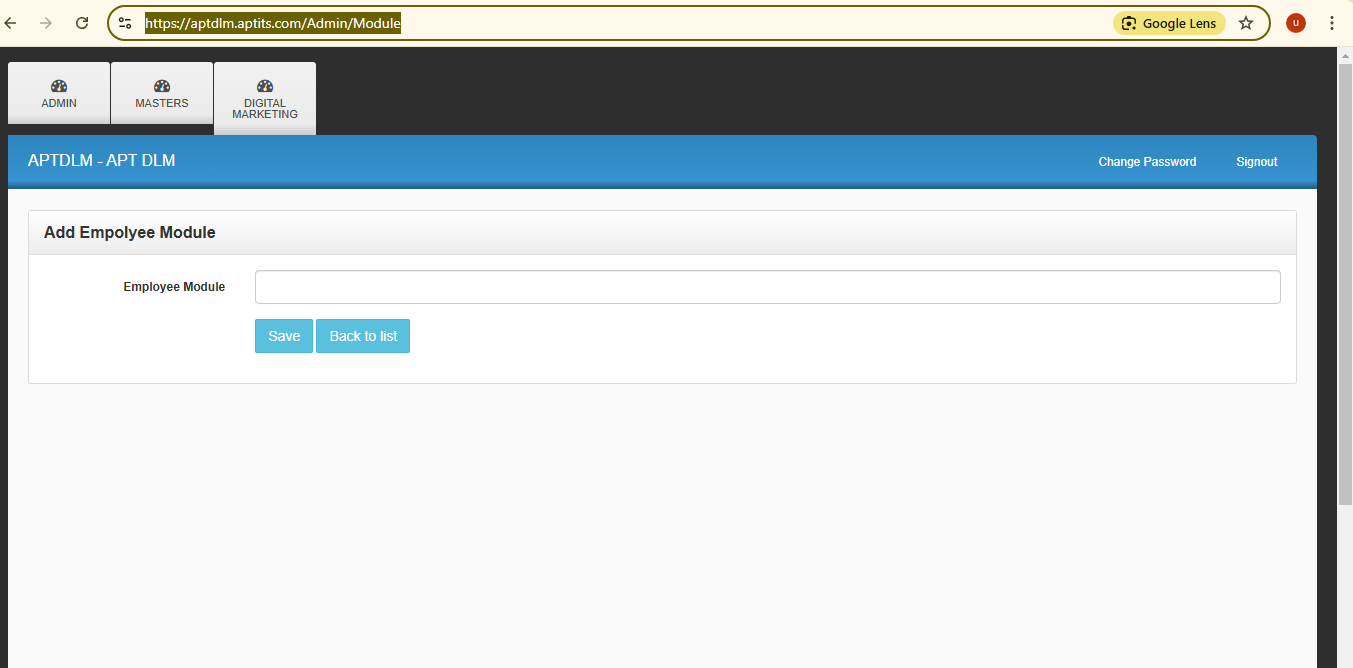 https://aptdlm.aptits.com/Admin/Module
Google Lens
u
ADMIN
MASTERS
DIGITAL
MARKETING
APTDLM - APT DLM
Change Password
Signout
Add Empolyee Module
Employee Module
Save
Back to list